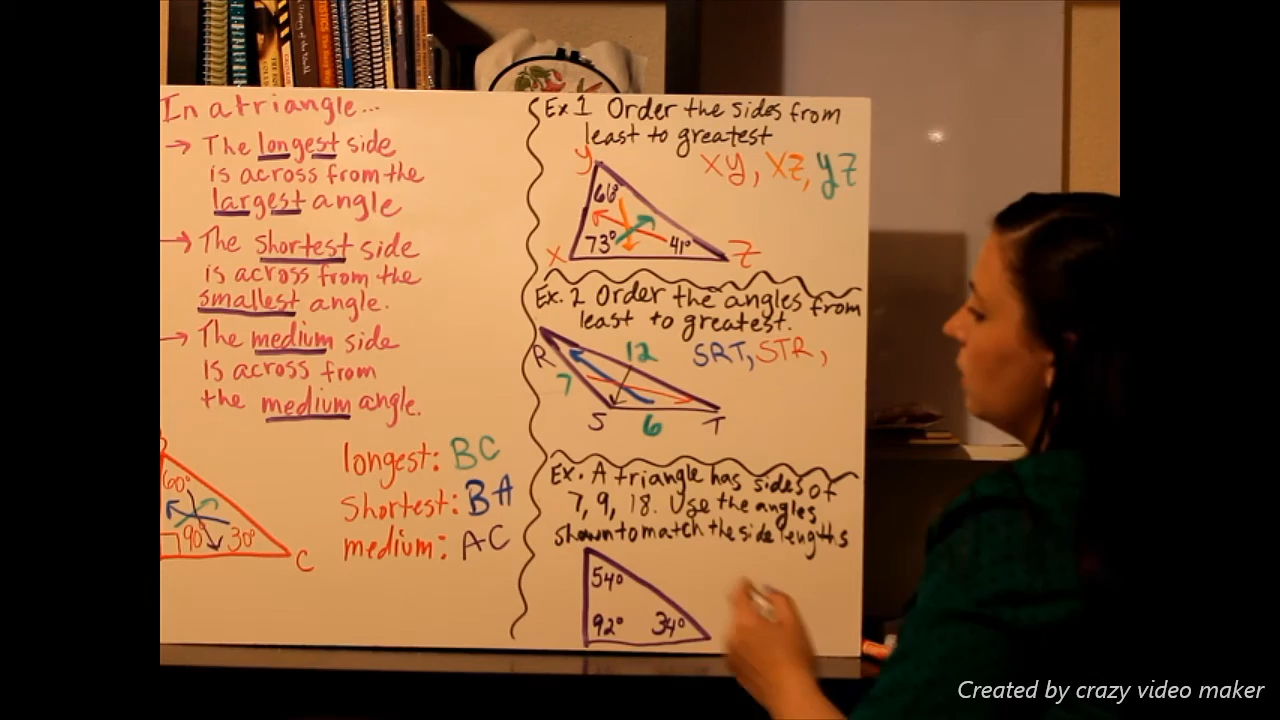 In a triangle...
→ The longest side
is across from the
largest angle
→ The shortest side
is across from the
smallest angle.
→ The medium side
is across from
the medium angle.
60°
90°
30°
C
longest: BC
shortest: BA
medium: AC
Ex. 1 Order the sides from
least to greatest
XY, XZ, YZ
Y
73°
41°
X
Z
Ex. 2 Order the angles from
least to greatest.
SRT, STR,
R
12
7
S
6
T
Ex. A triangle has sides of
7, 9, 18. Use the angles
shown to match the side lengths
54°
92°
34°
Created by crazy video maker